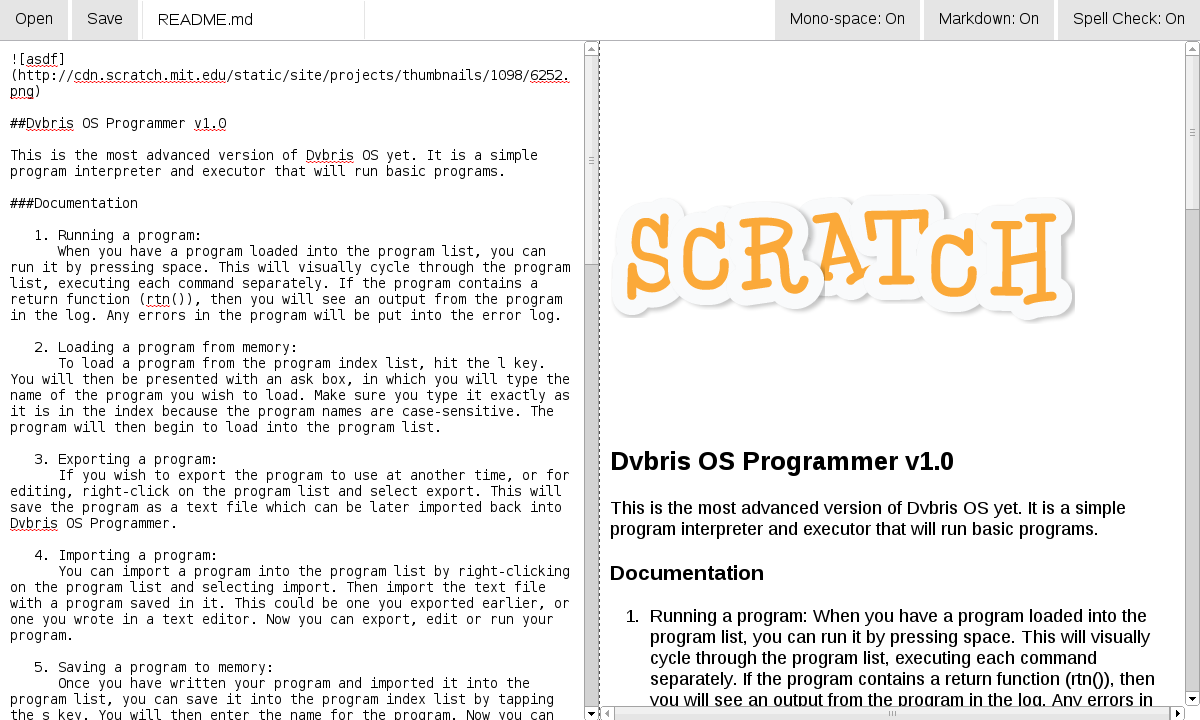 Open Save README.md Mono-space: On Markdown: On Spell Check: On
![asdf]
(http://cdn.scratch.mit.edu/static/site/projects/thumbnails/1098/6252.
png)
##Dvbris OS Programmer v1.0
This is the most advanced version of Dvbris OS yet. It is a simple
program interpreter and executor that will run basic programs.
###Documentation
1. Running a program:
When you have a program loaded into the program list, you can
run it by pressing space. This will visually cycle through the program
list, executing each command separately. If the program contains a
return function (rtn()), then you will see an output from the program
in the log. Any errors in the program will be put into the error log.
2. Loading a program from memory:
To load a program from the program index list, hit the l key.
You will then be presented with an ask box, in which you will type the
name of the program you wish to load. Make sure you type it exactly as
it is in the index because the program names are case-sensitive. The
program will then begin to load into the program list.
3. Exporting a program:
If you wish to export the program to use at another time, or for
editing, right-click on the program list and select export. This will
save the program as a text file which can be later imported back into
Dvbris OS Programmer.
4. Importing a program:
You can import a program into the program list by right-clicking
on the program list and selecting import. Then import the text file
with a program saved in it. This could be one you exported earlier, or
one you wrote in a text editor. Now you can export, edit or run your
program.
5. Saving a program to memory:
Once you have written your program and imported it into the
program list, you can save it into the program index list by tapping
the s key. You will then enter the name for the program. Now you can
SCRATCH
Dvbris OS Programmer v1.0
This is the most advanced version of Dvbris OS yet. It is a simple
program interpreter and executor that will run basic programs.
Documentation
1. Running a program: When you have a program loaded into the
program list, you can run it by pressing space. This will visually
cycle through the program list, executing each command
separately. If the program contains a return function (rtn()), then
you will see an output from the program in the log. Any errors in